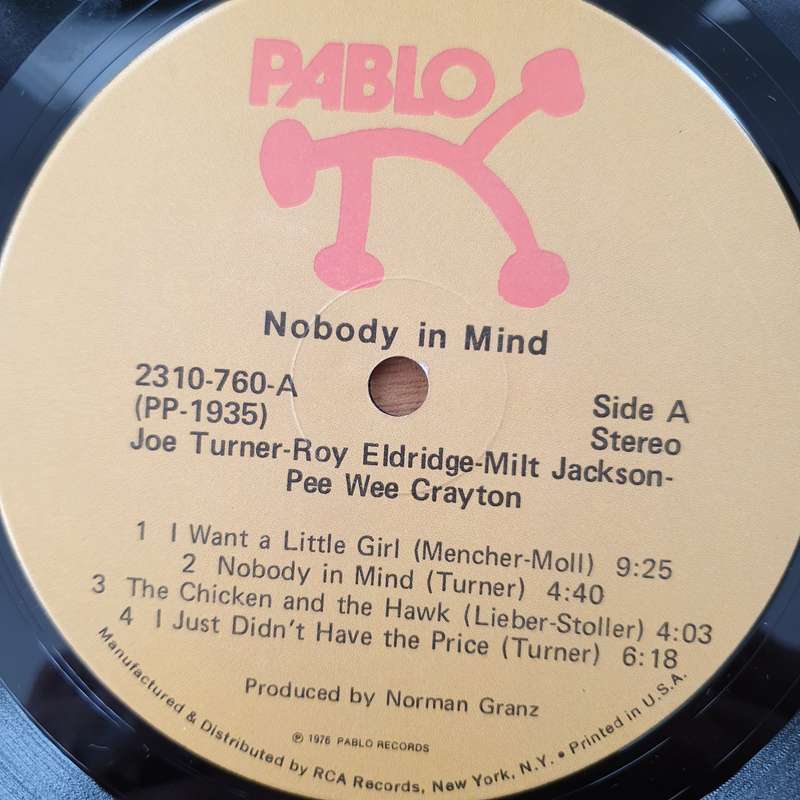 PABLO
Nobody in Mind
2310-760-A
(PP-1935)
Side A
Stereo
Joe Turner-Roy Eldridge-Milt Jackson-
Pee Wee Crayton
1 I Want a Little Girl (Mencher-Moll) 9:25
2 Nobody in Mind (Turner) 4:40
3 The Chicken and the Hawk (Lieber-Stoller) 4:03
4 I Just Didn't Have the Price (Turner) 6:18
Produced by Norman Granz
℗ 1976 PABLO RECORDS
Manufactured & Distributed by RCA Records, New York, N.Y. • Printed in U.S.A.